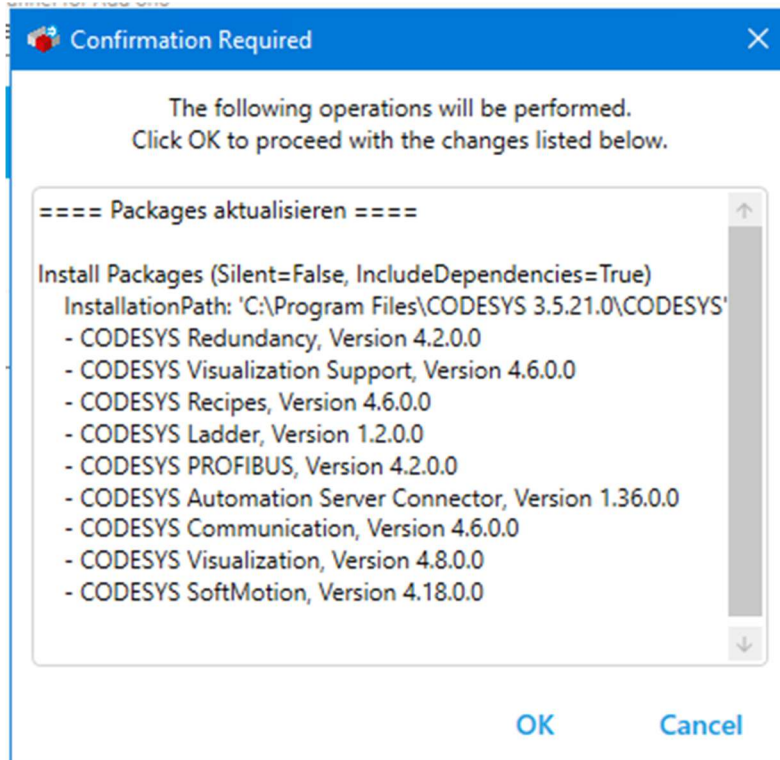 Confirmation Required
The following operations will be performed.
Click OK to proceed with the changes listed below.
==== Packages aktualisieren ====
Install Packages (Silent=False, IncludeDependencies=True)
InstallationPath: 'C:\Program Files\CODESYS 3.5.21.0\CODESYS'
- CODESYS Redundancy, Version 4.2.0.0
- CODESYS Visualization Support, Version 4.6.0.0
- CODESYS Recipes, Version 4.6.0.0
- CODESYS Ladder, Version 1.2.0.0
- CODESYS PROFIBUS, Version 4.2.0.0
- CODESYS Automation Server Connector, Version 1.36.0.0
- CODESYS Communication, Version 4.6.0.0
- CODESYS Visualization, Version 4.8.0.0
- CODESYS SoftMotion, Version 4.18.0.0
OK Cancel